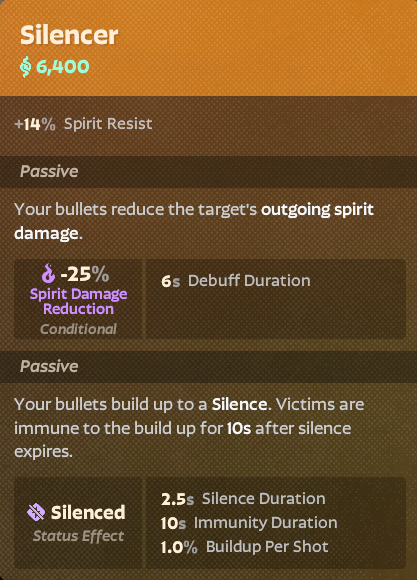 Silencer
6,400
+14% Spirit Resist
Passive
Your bullets reduce the target's outgoing spirit
damage.
-25%
Spirit Damage
Reduction
Conditional
6s Debuff Duration
Passive
Your bullets build up to a Silence. Victims are
immune to the build up for 10s after silence
expires.
Silenced
Status Effect
2.5s Silence Duration
10s Immunity Duration
1.0% Buildup Per Shot